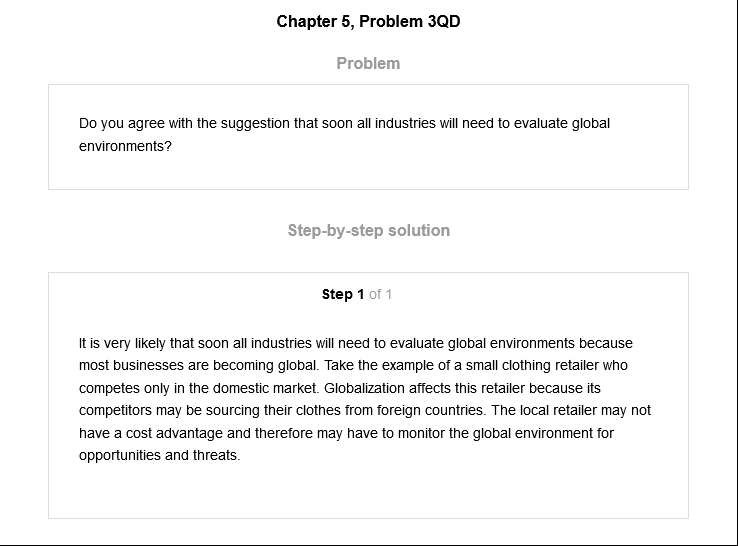 Chapter 5, Problem 3QD
Problem
Do you agree with the suggestion that soon all industries will need to evaluate global
environments?
Step-by-step solution
Step 1 of 1
It is very likely that soon all industries will need to evaluate global environments because
most businesses are becoming global. Take the example of a small clothing retailer who
competes only in the domestic market. Globalization affects this retailer because its
competitors may be sourcing their clothes from foreign countries. The local retailer may not
have a cost advantage and therefore may have to monitor the global environment for
opportunities and threats.